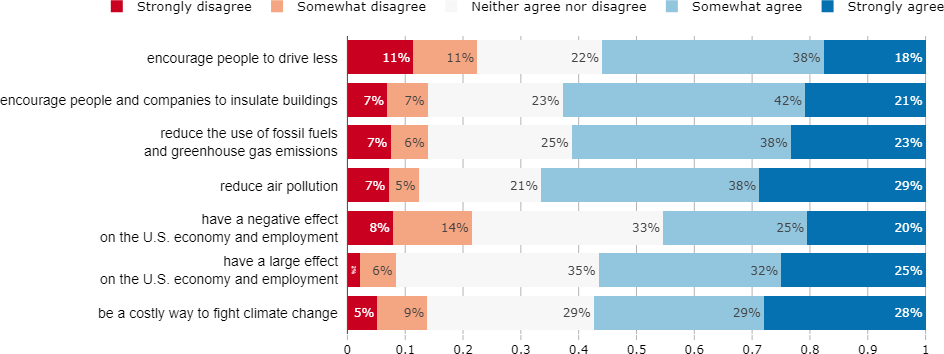 Strongly disagree Somewhat disagree Neither agree nor disagree Somewhat agree Strongly agree
encourage people to drive less 11% 11% 22% 38% 18%
encourage people and companies to insulate buildings 7% 7% 23% 42% 21%
reduce the use of fossil fuels
and greenhouse gas emissions 7% 6% 25% 38% 23%
reduce air pollution 7% 5% 21% 38% 29%
have a negative effect
on the U.S. economy and employment 8% 14% 33% 25% 20%
have a large effect
on the U.S. economy and employment 2% 6% 35% 32% 25%
be a costly way to fight climate change 5% 9% 29% 29% 28%
0 0.1 0.2 0.3 0.4 0.5 0.6 0.7 0.8 0.9 1